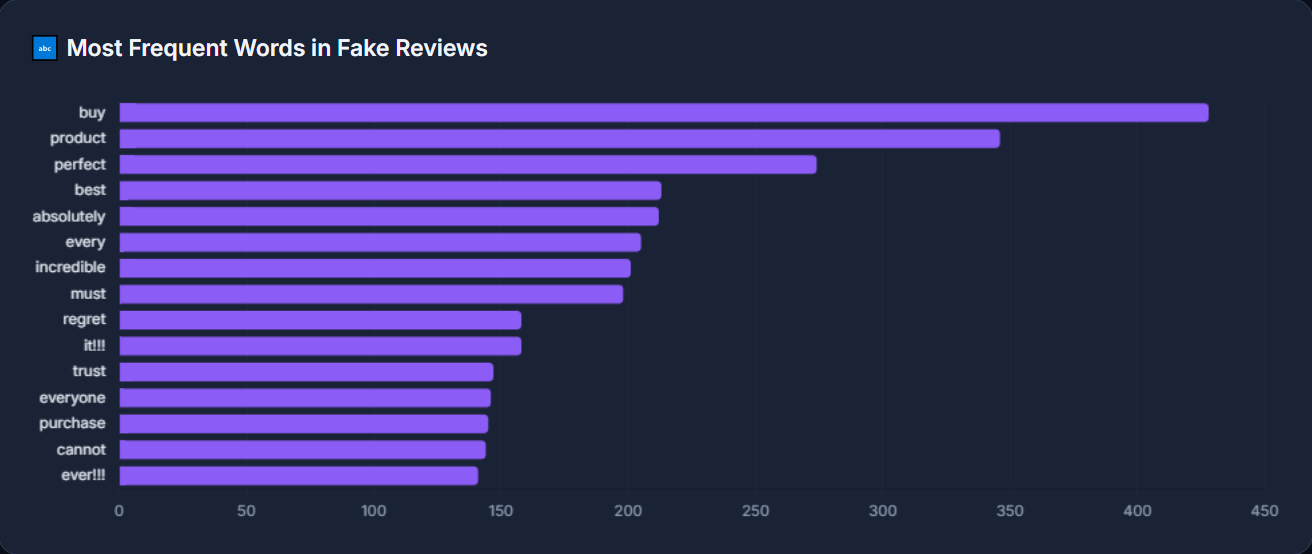 abc Most Frequent Words in Fake Reviews
buy
product
perfect
best
absolutely
every
incredible
must
regret
it!!!
trust
everyone
purchase
cannot
ever!!!
0 50 100 150 200 250 300 350 400 450